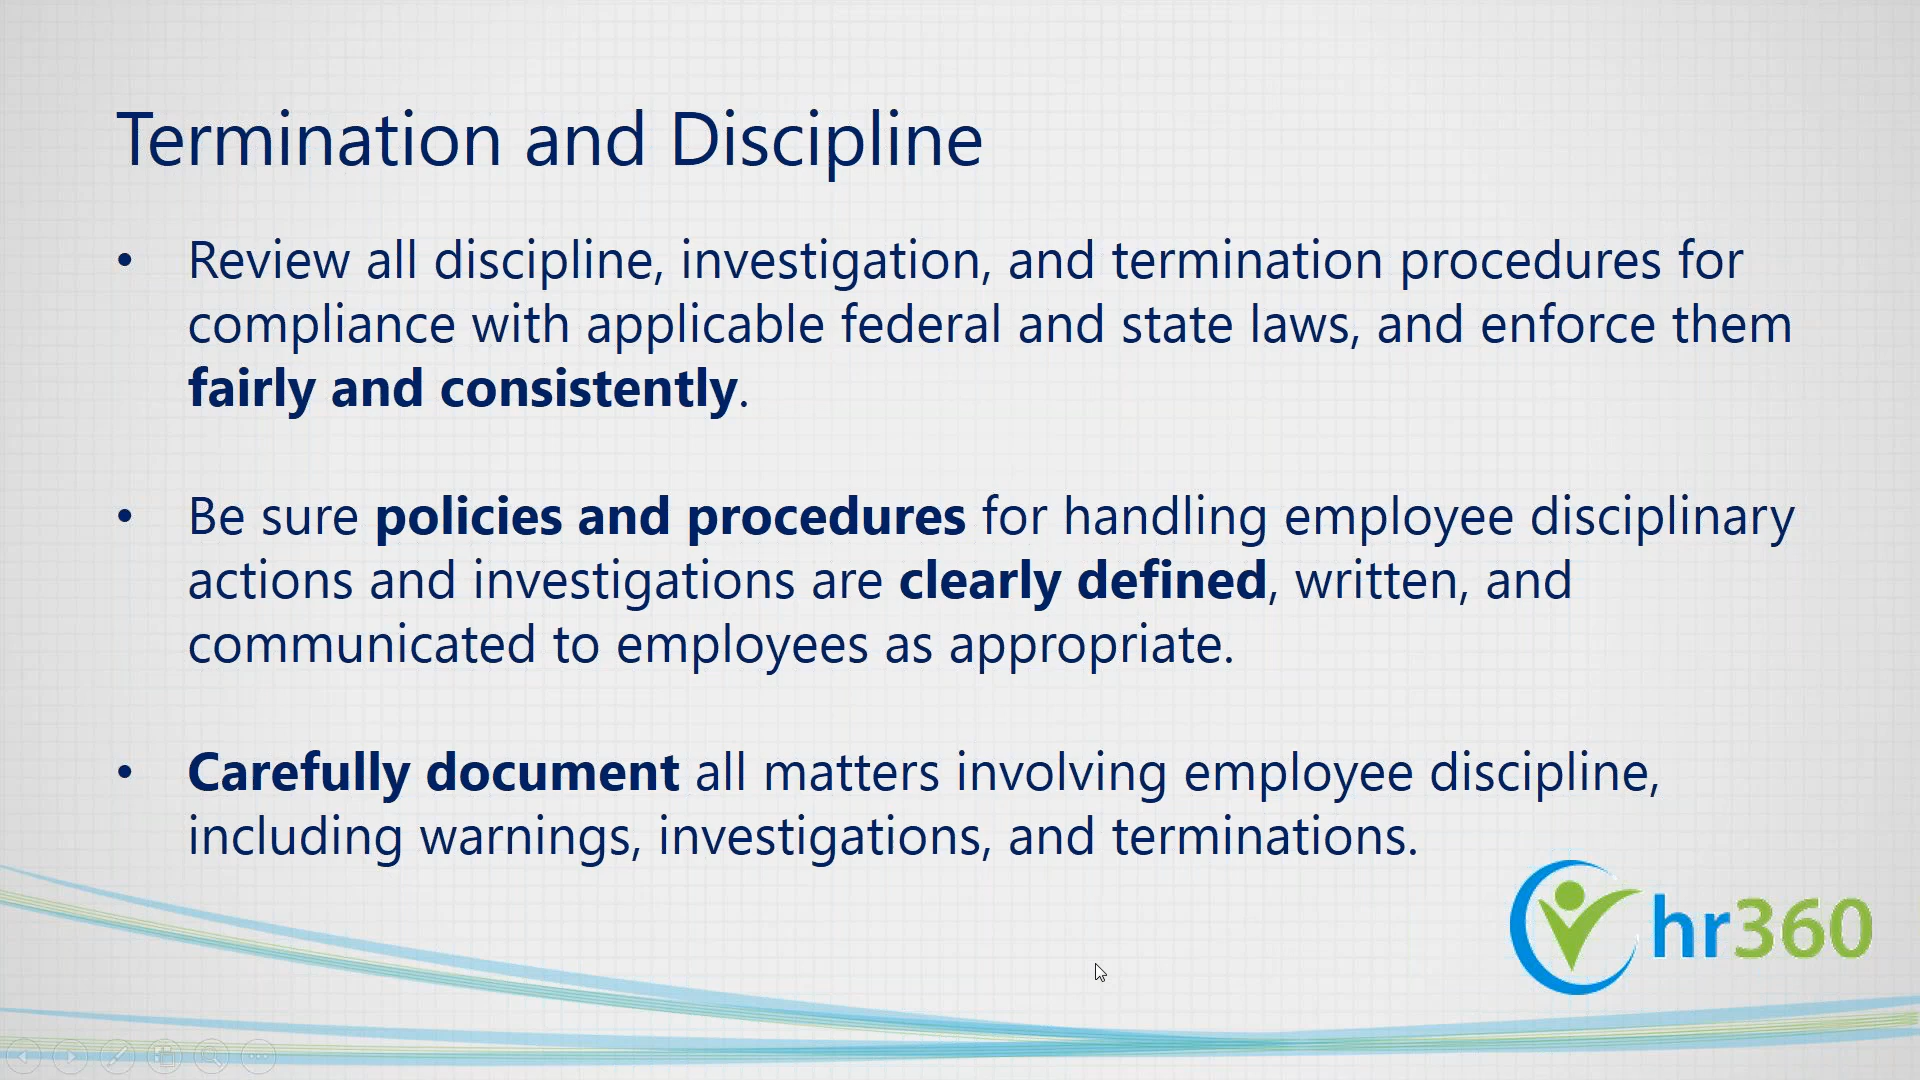 Termination and Discipline
• Review all discipline, investigation, and termination procedures for
compliance with applicable federal and state laws, and enforce them
fairly and consistently.
• Be sure policies and procedures for handling employee disciplinary
actions and investigations are clearly defined, written, and
communicated to employees as appropriate.
• Carefully document all matters involving employee discipline,
including warnings, investigations, and terminations.
hr360